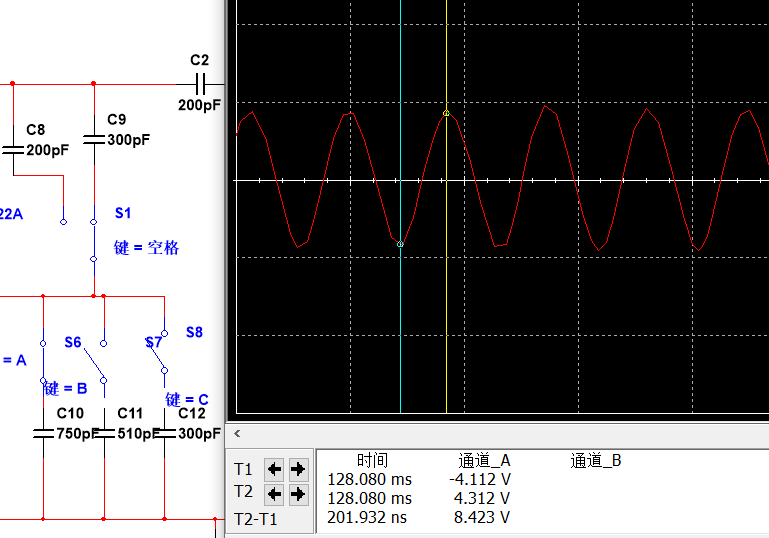 C2
200pF
C8
200pF
C9
300pF
22A
S1
键 = 空格
S6
S7
S8
= A
键 = B
键 = C
C10
750pF
C11
510pF
C12
300pF
时间 通道_A 通道_B
T1 128.080 ms -4.112 V
T2 128.080 ms 4.312 V
T2-T1 201.932 ns 8.423 V